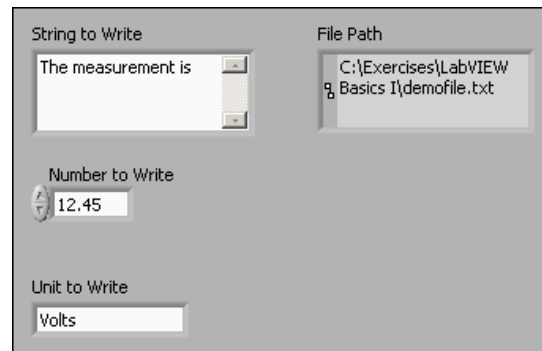 String to Write
The measurement is
File Path
C:\Exercises\LabVIEW
Basics I\demofile.txt
Number to Write
12.45
Unit to Write
Volts